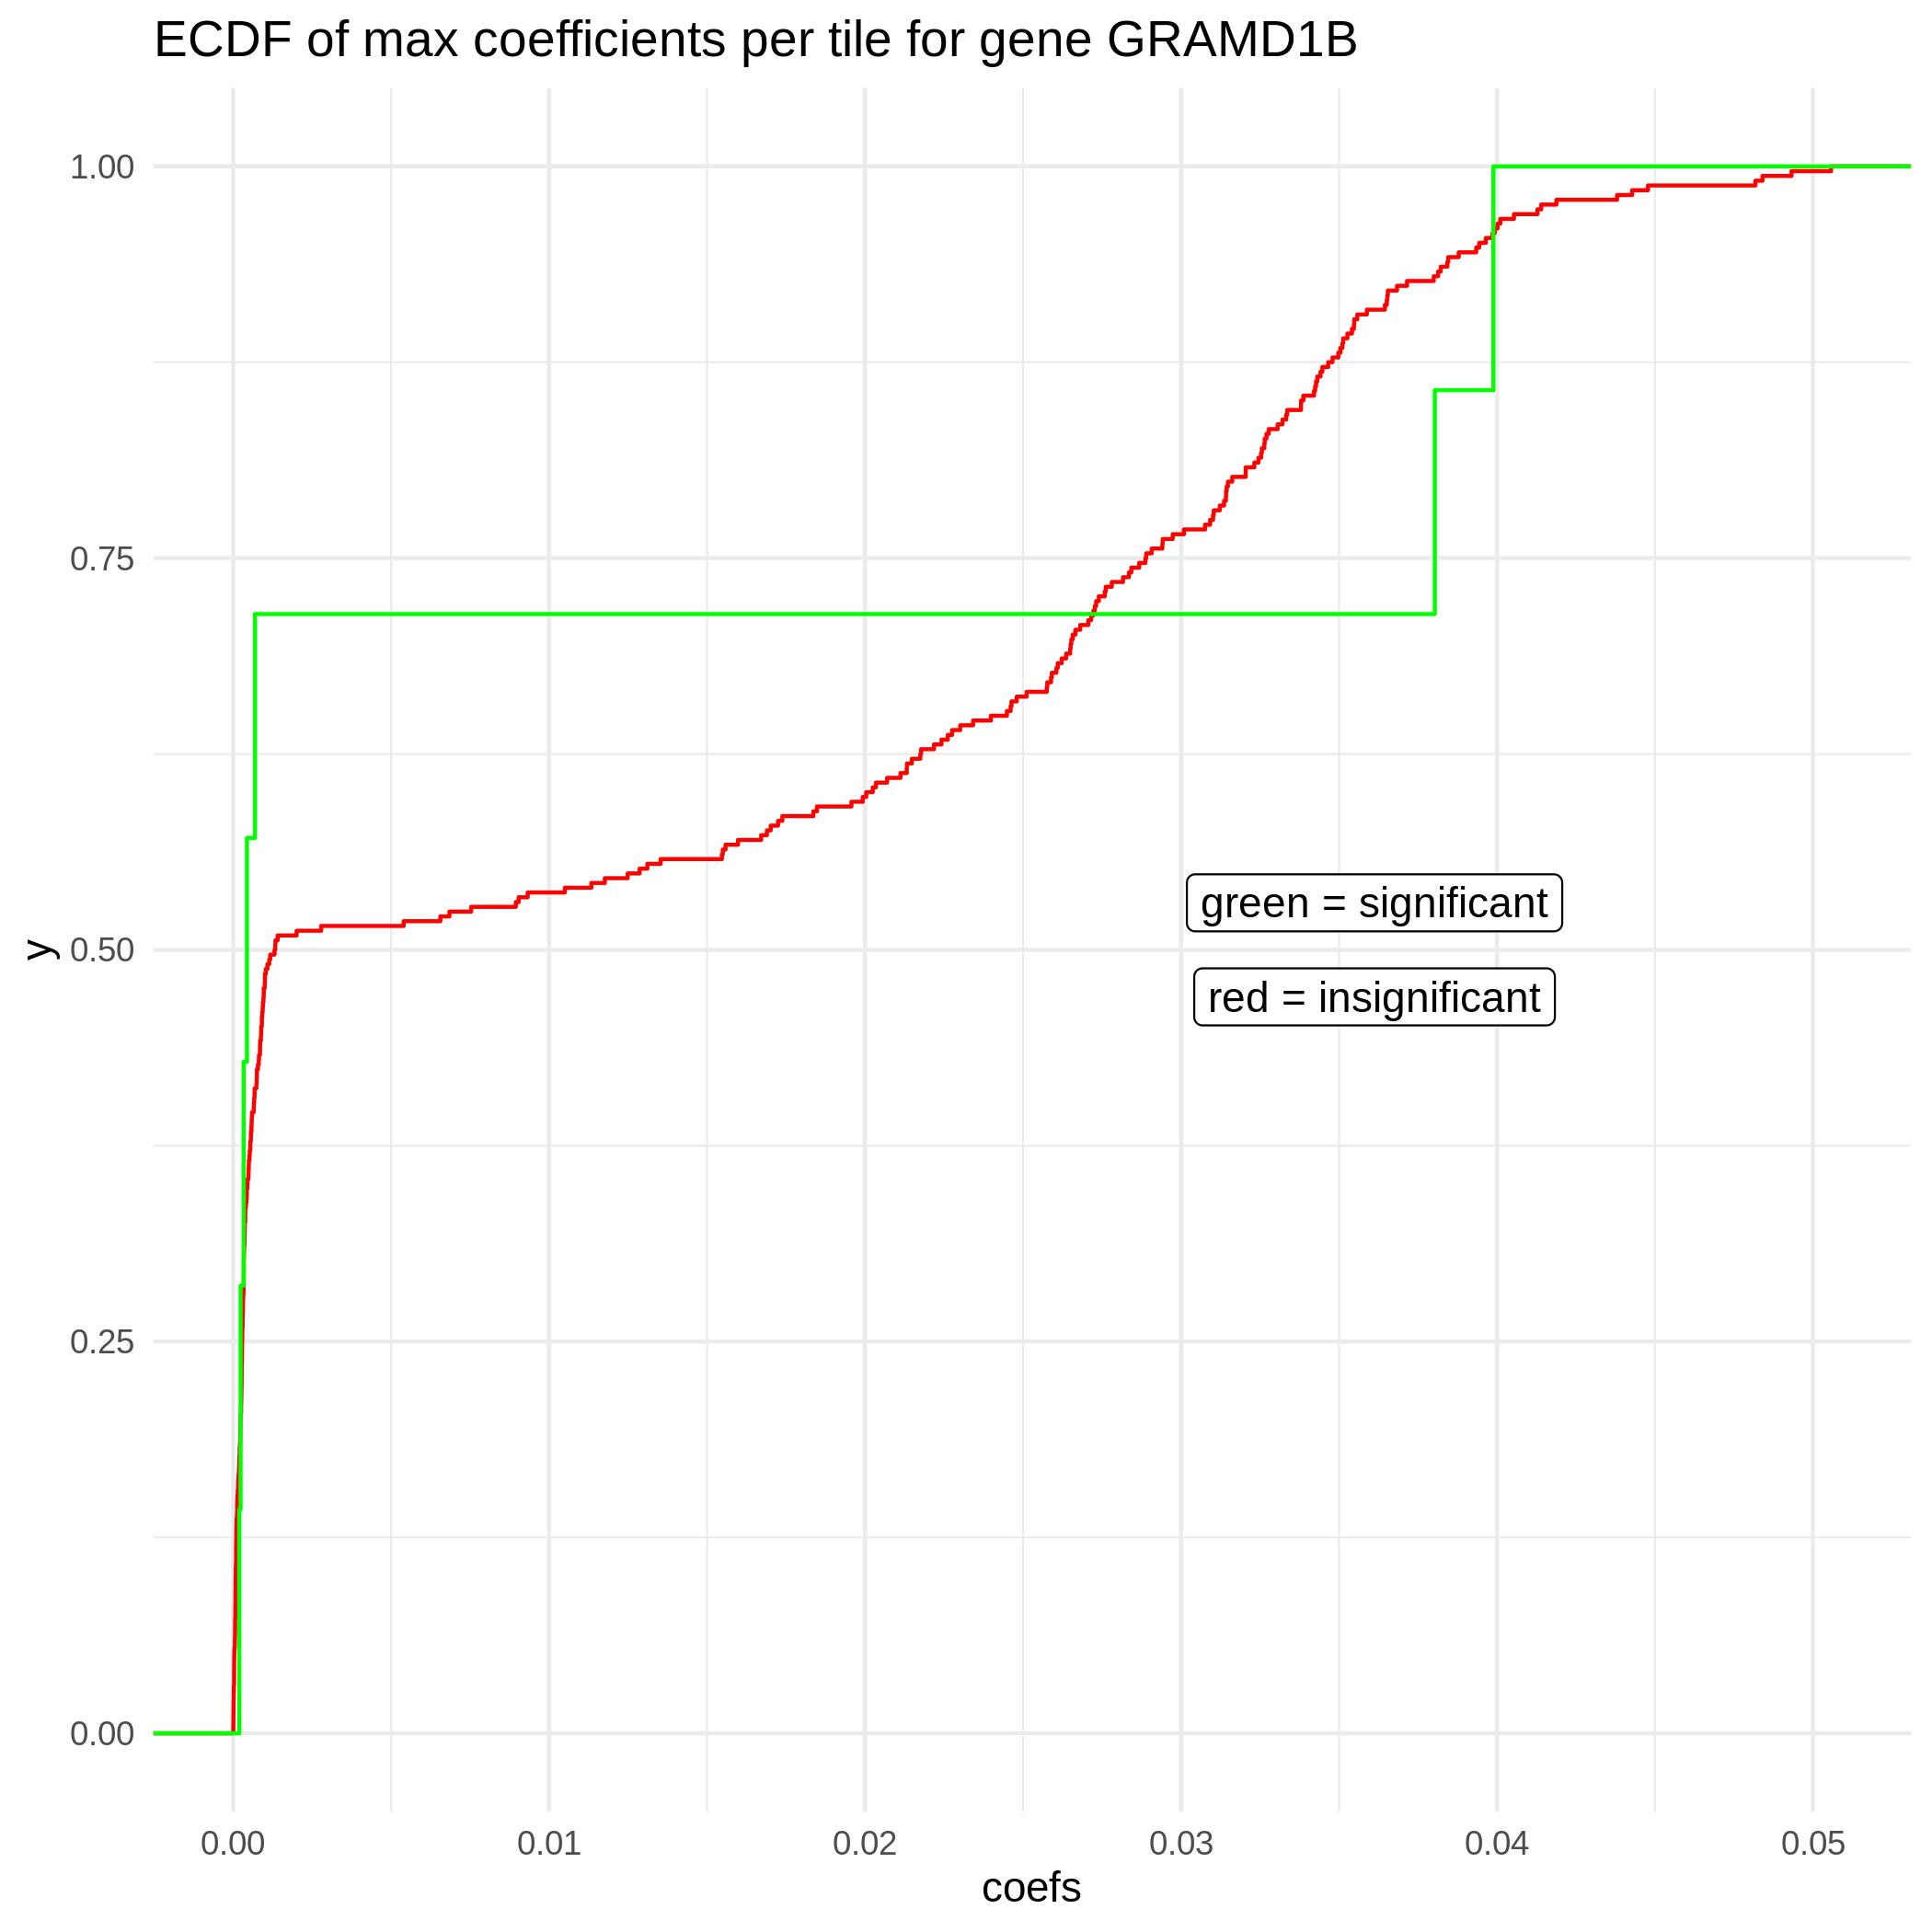 ECDF of max coefficients per tile for gene GRAMD1B
y
1.00
0.75
0.50
0.25
0.00
green = significant
red = insignificant
0.00 0.01 0.02 0.03 0.04 0.05
coefs